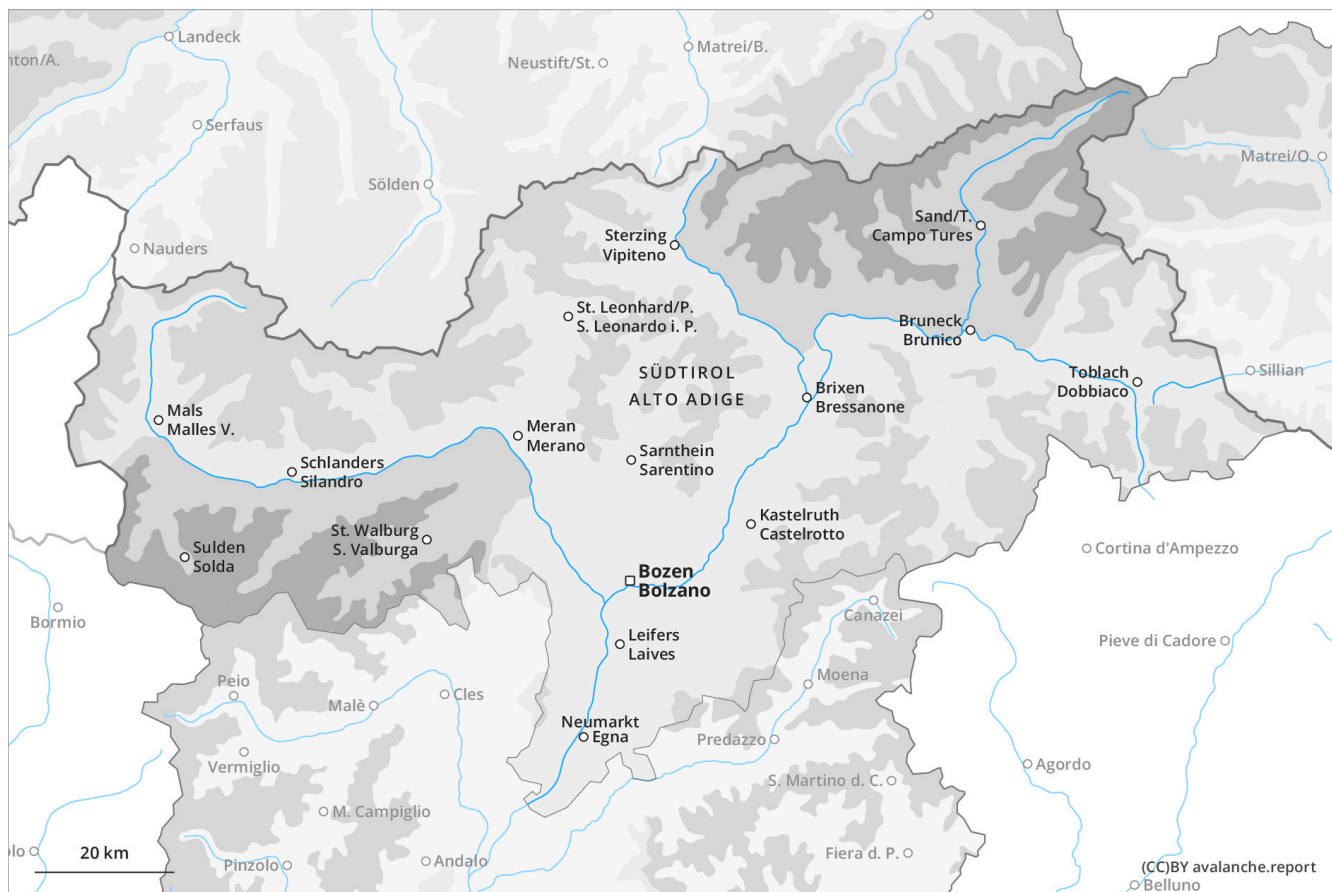 Landeck
nton/A.
Neustift/St.
Matrei/B.
Serfaus
Matrei/O.
Sölden
Sand/T.
Campo Tures
Nauders
Sterzing
Vipiteno
St. Leonhard/P.
S. Leonardo i. P.
Bruneck
Brunico
SÜDTIROL
ALTO ADIGE
Toblach
Dobbiaco
Sillian
Brixen
Bressanone
Mals
Malles V.
Meran
Merano
Sarnthein
Sarentino
Schlanders
Silandro
Kastelruth
Castelrotto
St. Walburg
S. Valburga
Sulden
Solda
Cortina d'Ampezzo
Bozen
Bolzano
Bormio
Canazei
Leifers
Laives
Pieve di Cadore
Peio
Malè
Cles
Moena
Neumarkt
Egna
Predazzo
Vermiglio
Agordo
S. Martino d. C.
M. Campiglio
20 km
olo
Pinzolo
Andalo
Fiera d. P.
(CC)BY avalanche.report
Belluno